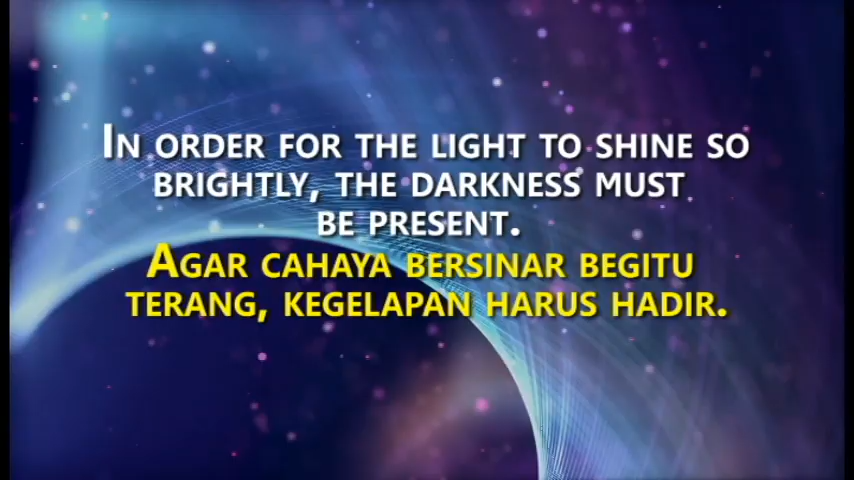 In order for the light to shine so
brightly, the darkness must
be present.
Agar cahaya bersinar begitu
terang, kegelapan harus hadir.